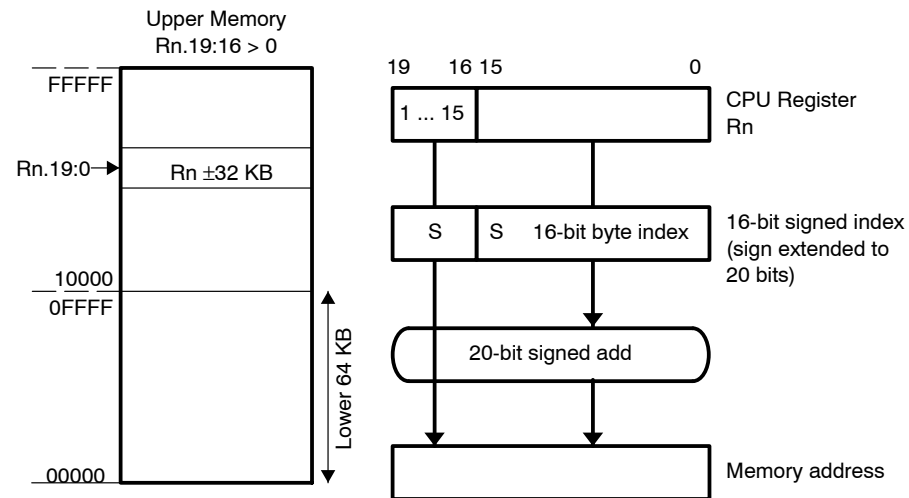 Upper Memory
Rn.19:16 > 0
FFFFF
Rn.19:0
Rn ±32 KB
10000
0FFFF
Lower 64 KB
00000
19 16 15 0
1 ... 15
CPU Register
Rn
S S 16-bit byte index
16-bit signed index
(sign extended to
20 bits)
20-bit signed add
Memory address